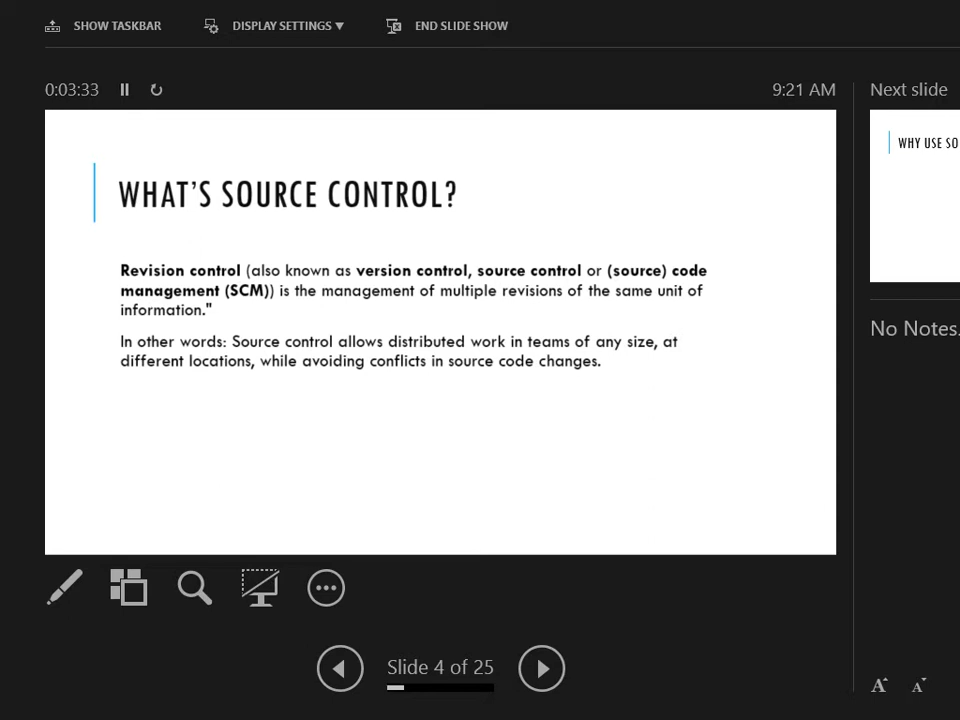 SHOW TASKBAR
DISPLAY SETTINGS ▼
END SLIDE SHOW
0:03:33
9:21 AM
Next slide
WHAT’S SOURCE CONTROL?
Revision control (also known as version control, source control or (source) code
management (SCM)) is the management of multiple revisions of the same unit of
information."
In other words: Source control allows distributed work in teams of any size, at
different locations, while avoiding conflicts in source code changes.
WHY USE SO
No Notes.
Slide 4 of 25
A A